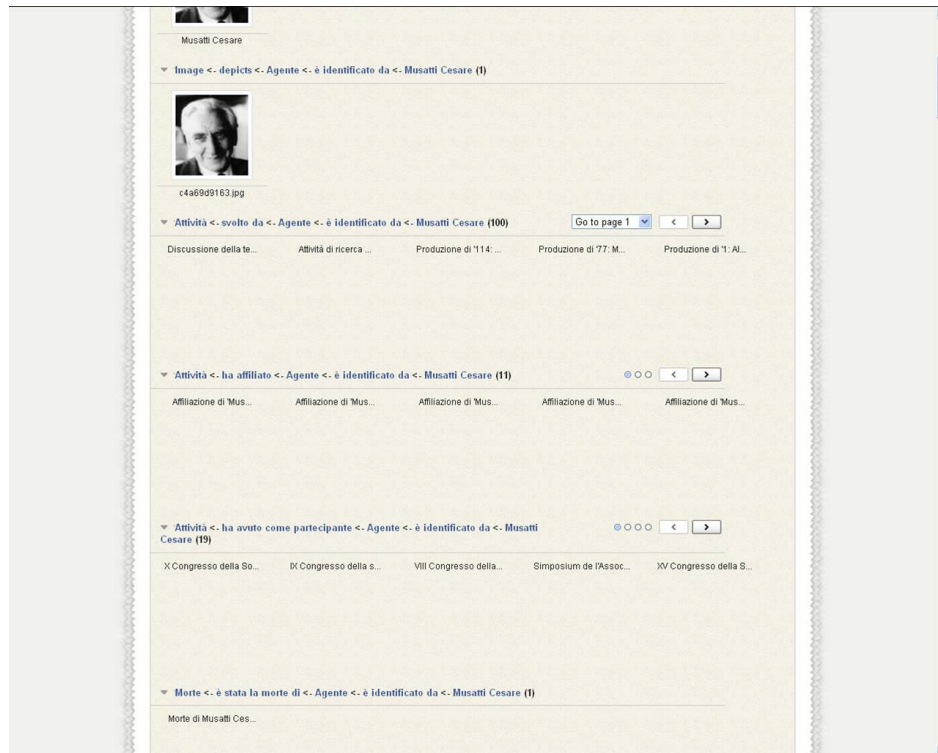 Musatti Cesare
Image <- depicts <- Agente <- è identificato da <- Musatti Cesare (1)
c4a69d9163.jpg
Attività <- svolto da <- Agente <- è identificato da <- Musatti Cesare (100)
Go to page 1
<
>
Discussione della te... Attività di ricerca ... Produzione di '114: ... Produzione di '77: M... Produzione di '1: Al...
Attività <- ha affiliato <- Agente <- è identificato da <- Musatti Cesare (11)
<
>
Affiliazione di 'Mus... Affiliazione di 'Mus... Affiliazione di 'Mus... Affiliazione di 'Mus... Affiliazione di 'Mus...
Attività <- ha avuto come partecipante <- Agente <- è identificato da <- Musatti
Cesare (19)
<
>
X Congresso della So... IX Congresso della s... VIII Congresso della... Simposium de l'Assoc... XV Congresso della S...
Morte <- è stata la morte di <- Agente <- è identificato da <- Musatti Cesare (1)
Morte di Musatti Ces...